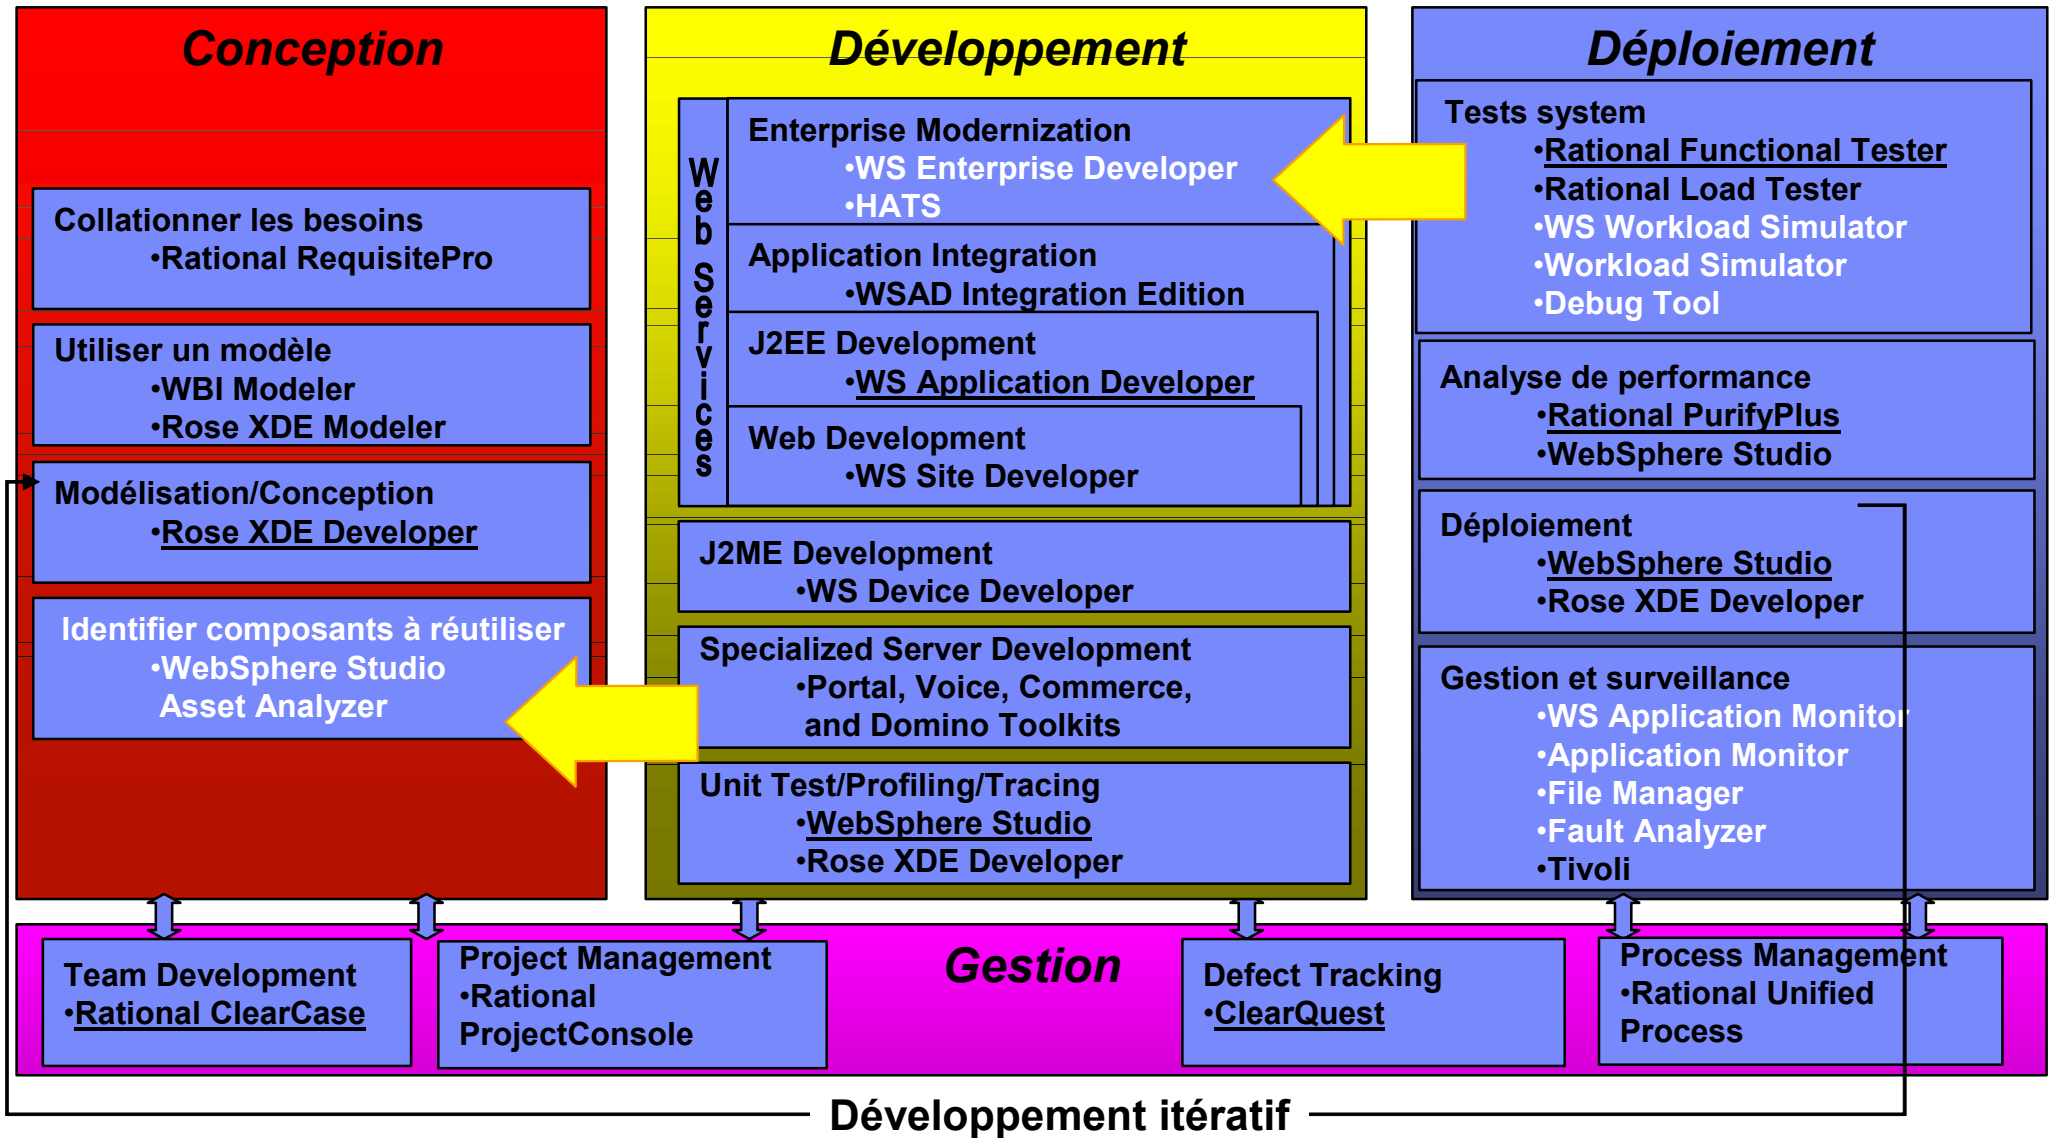 Conception
Collationner les besoins
•Rational RequisitePro
Utiliser un modèle
•WBI Modeler
•Rose XDE Modeler
Modélisation/Conception
•Rose XDE Developer
Identifier composants à réutiliser
•WebSphere Studio
Asset Analyzer
Développement
Web Services
Enterprise Modernization
•WS Enterprise Developer
•HATS
Application Integration
•WSAD Integration Edition
J2EE Development
•WS Application Developer
Web Development
•WS Site Developer
J2ME Development
•WS Device Developer
Specialized Server Development
•Portal, Voice, Commerce,
and Domino Toolkits
Unit Test/Profiling/Tracing
•WebSphere Studio
•Rose XDE Developer
Déploiement
Tests system
•Rational Functional Tester
•Rational Load Tester
•WS Workload Simulator
•Workload Simulator
•Debug Tool
Analyse de performance
•Rational PurifyPlus
•WebSphere Studio
Déploiement
•WebSphere Studio
•Rose XDE Developer
Gestion et surveillance
•WS Application Monitor
•Application Monitor
•File Manager
•Fault Analyzer
•Tivoli
Team Development
•Rational ClearCase
Project Management
•Rational
ProjectConsole
Gestion
Defect Tracking
•ClearQuest
Process Management
•Rational Unified
Process
Développement itératif